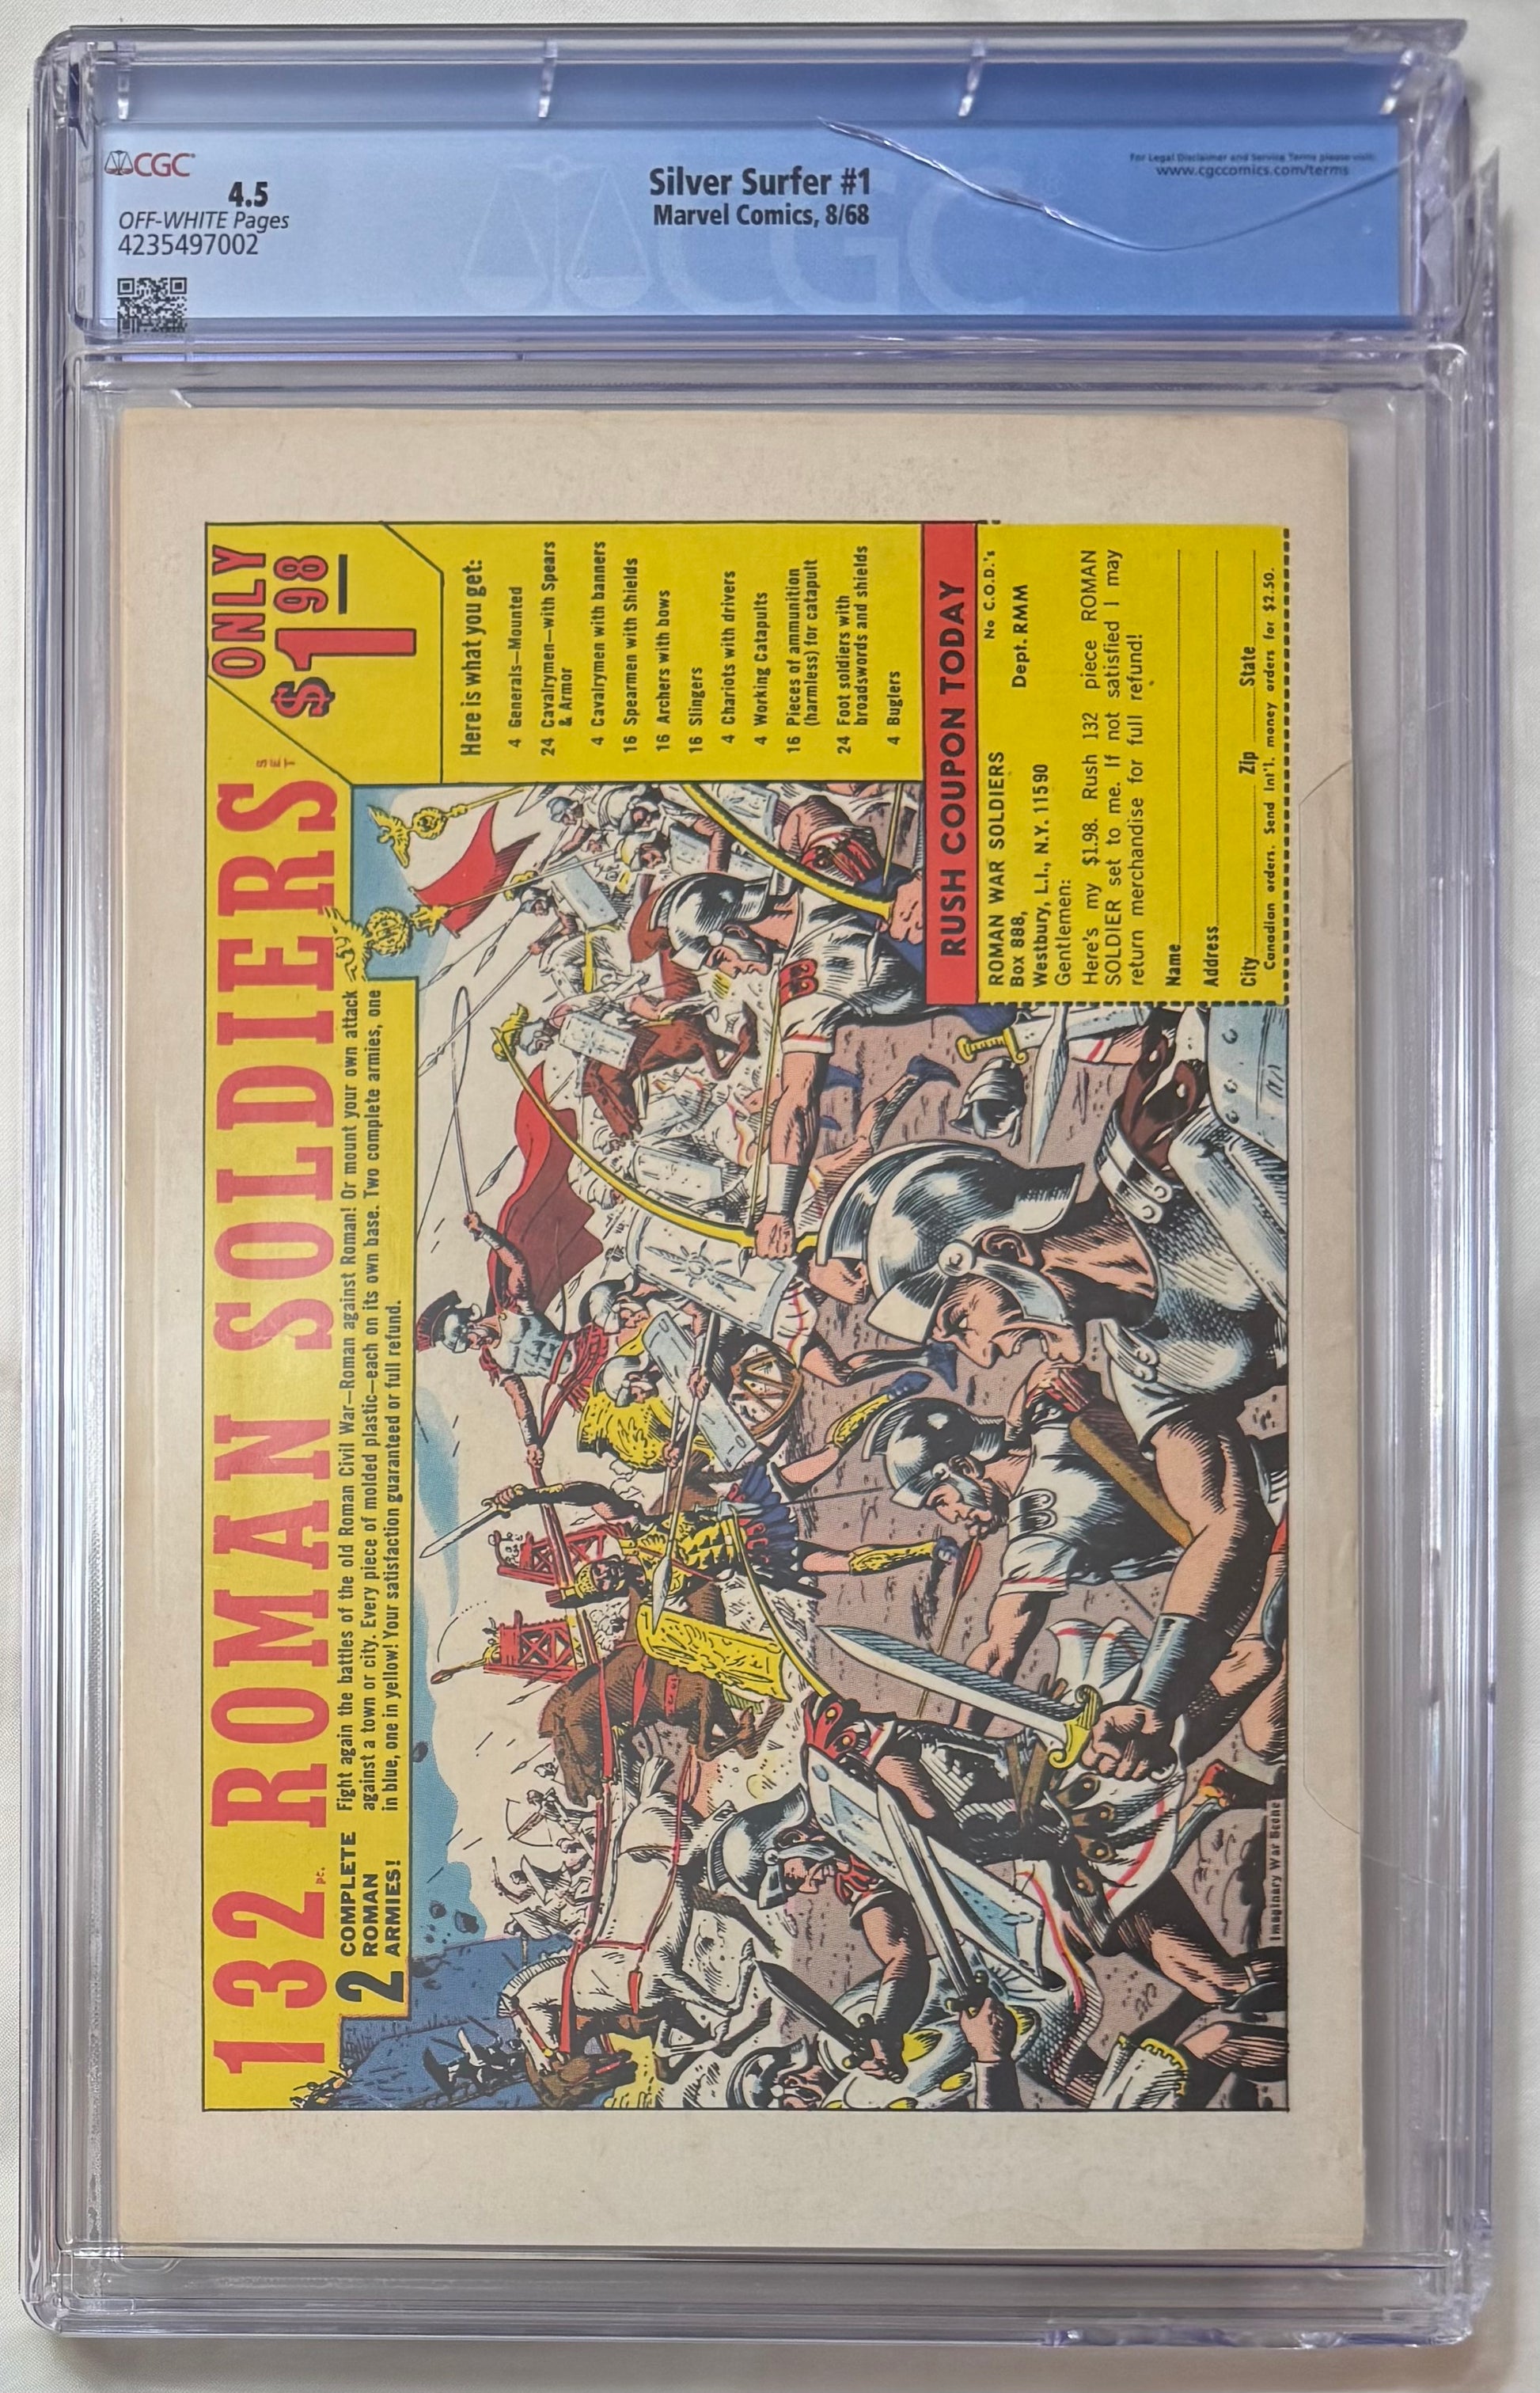 CGC
4.5
OFF-WHITE Pages
4235497002
Silver Surfer #1
Marvel Comics, 8/68
For Legal Disclaimer and Service Terms please visit:
www.cgccomics.com/terms
CGC
132 PC. ROMAN SOLDIERS SET
ONLY
$1.98
2 COMPLETE
ROMAN
ARMIES!
Fight again the battles of the old Roman Civil War—Roman against Roman! Or mount your own attack
against a town or city. Every piece of molded plastic—each on its own base. Two complete armies, one
in blue, one in yellow! Your satisfaction guaranteed or full refund.
Here is what you get:
4 Generals—Mounted
24 Cavalrymen—with Spears
& Armor
4 Cavalrymen with banners
16 Spearmen with Shields
16 Archers with bows
16 Slingers
4 Chariots with drivers
4 Working Catapults
16 Pieces of ammunition
(harmless) for catapult
24 Foot soldiers with
broadswords and shields
4 Buglers
RUSH COUPON TODAY
ROMAN WAR SOLDIERS No C.O.D.'s
Box 888, Dept. RMM
Westbury, L.I., N.Y. 11590
Gentlemen:
Here's my $1.98. Rush 132 piece ROMAN
SOLDIER set to me. If not satisfied I may
return merchandise for full refund!
Name
Address
City Zip State
Canadian orders. Send Int'l. money orders for $2.50.
Imaginary War Scene